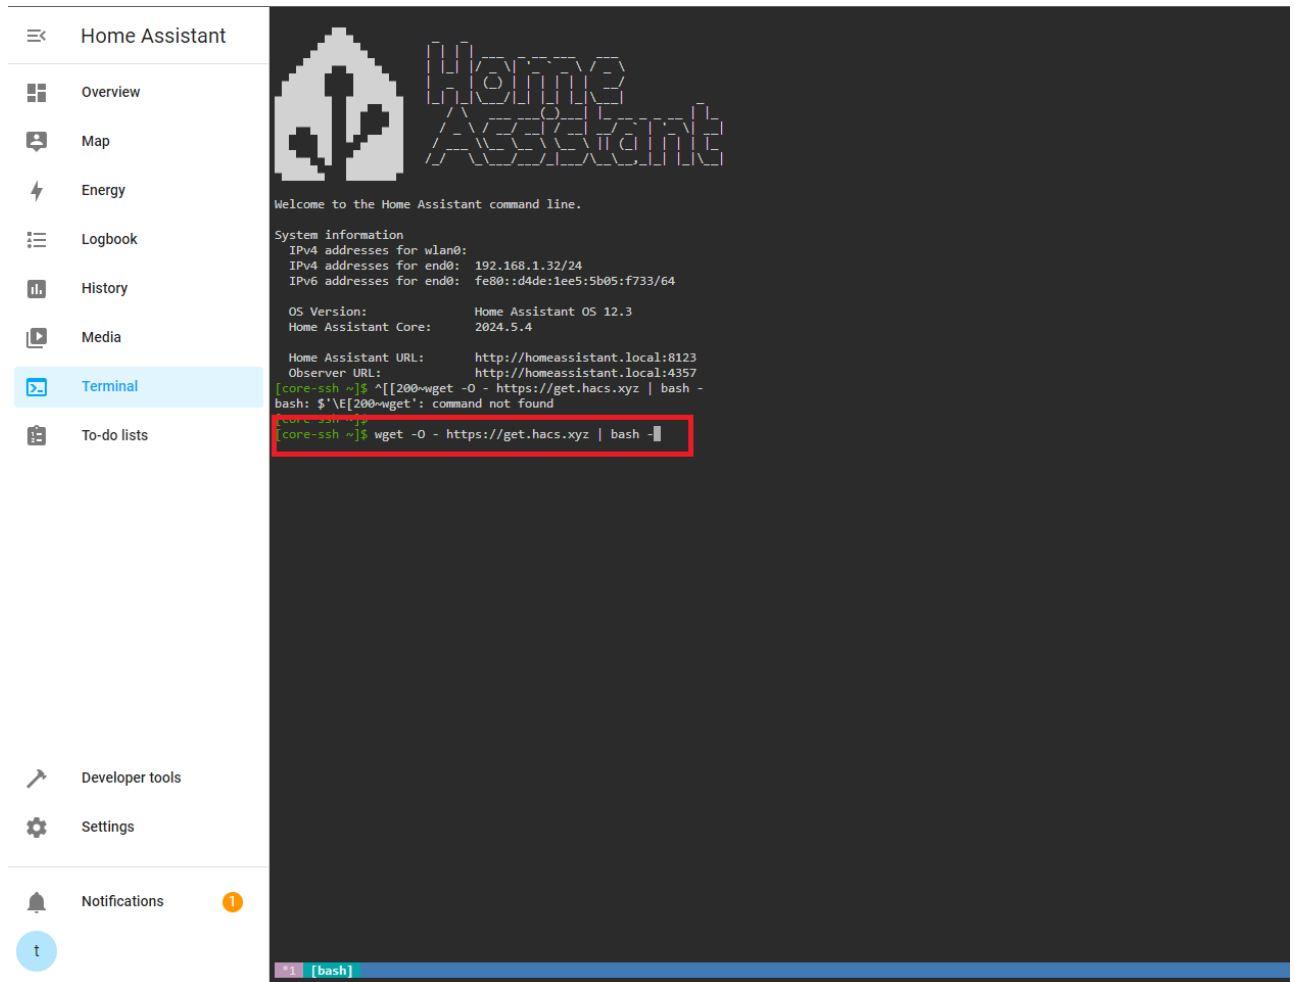 Home Assistant
Overview
Map
Energy
Logbook
History
Media
Terminal
To-do lists
Developer tools
Settings
Notifications
1
t
Home
Assistant
Welcome to the Home Assistant command line.
System information
IPv4 addresses for wlan0:
IPv4 addresses for end0: 192.168.1.32/24
IPv6 addresses for end0: fe80::d4de:1ee5:5b05:f733/64
OS Version: Home Assistant OS 12.3
Home Assistant Core: 2024.5.4
Home Assistant URL: http://homeassistant.local:8123
Observer URL: http://homeassistant.local:4357
[core-ssh ~]$ ^[[200~wget -O - https://get.hacs.xyz | bash -
bash: $'\E[200~wget': command not found
[core-ssh ~]$
[core-ssh ~]$ wget -O - https://get.hacs.xyz | bash -
*1 [bash]